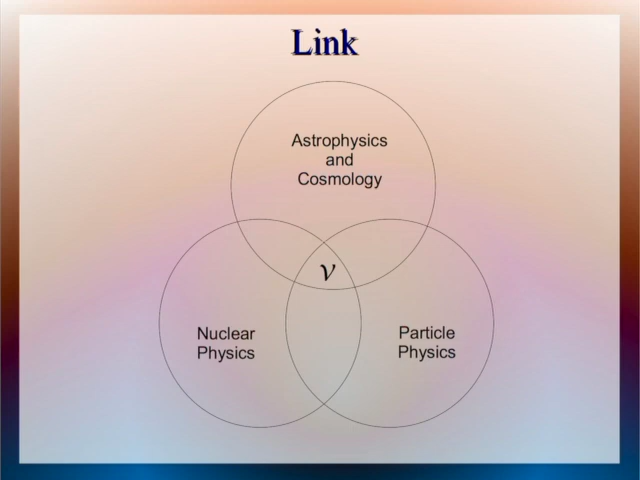 Link
Astrophysics
and
Cosmology
ν
Nuclear
Physics
Particle
Physics